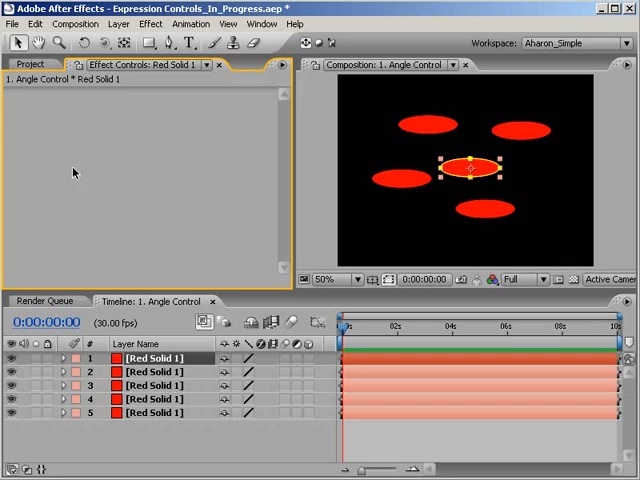 Adobe After Effects - Expression Controls_In_Progress.aep *
File Edit Composition Layer Effect Animation View Window Help
Workspace: Aharon_Simple
Project Effect Controls: Red Solid 1
Composition: 1. Angle Control
1. Angle Control * Red Solid 1
50% 0:00:00:00 Full Active Camer
Render Queue Timeline: 1. Angle Control
0:00:00:00 (30.00 fps)
02s 04s 06s 08s 10s
# Layer Name
1 [Red Solid 1]
2 [Red Solid 1]
3 [Red Solid 1]
4 [Red Solid 1]
5 [Red Solid 1]